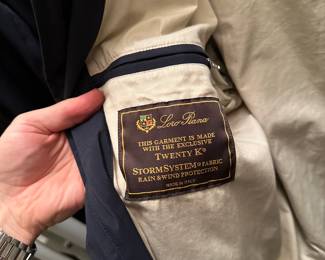 Loro Piana
THIS GARMENT IS MADE
WITH THE EXCLUSIVE
TWENTY K®
STORM SYSTEM® FABRIC
RAIN & WIND PROTECTION
MADE IN ITALY